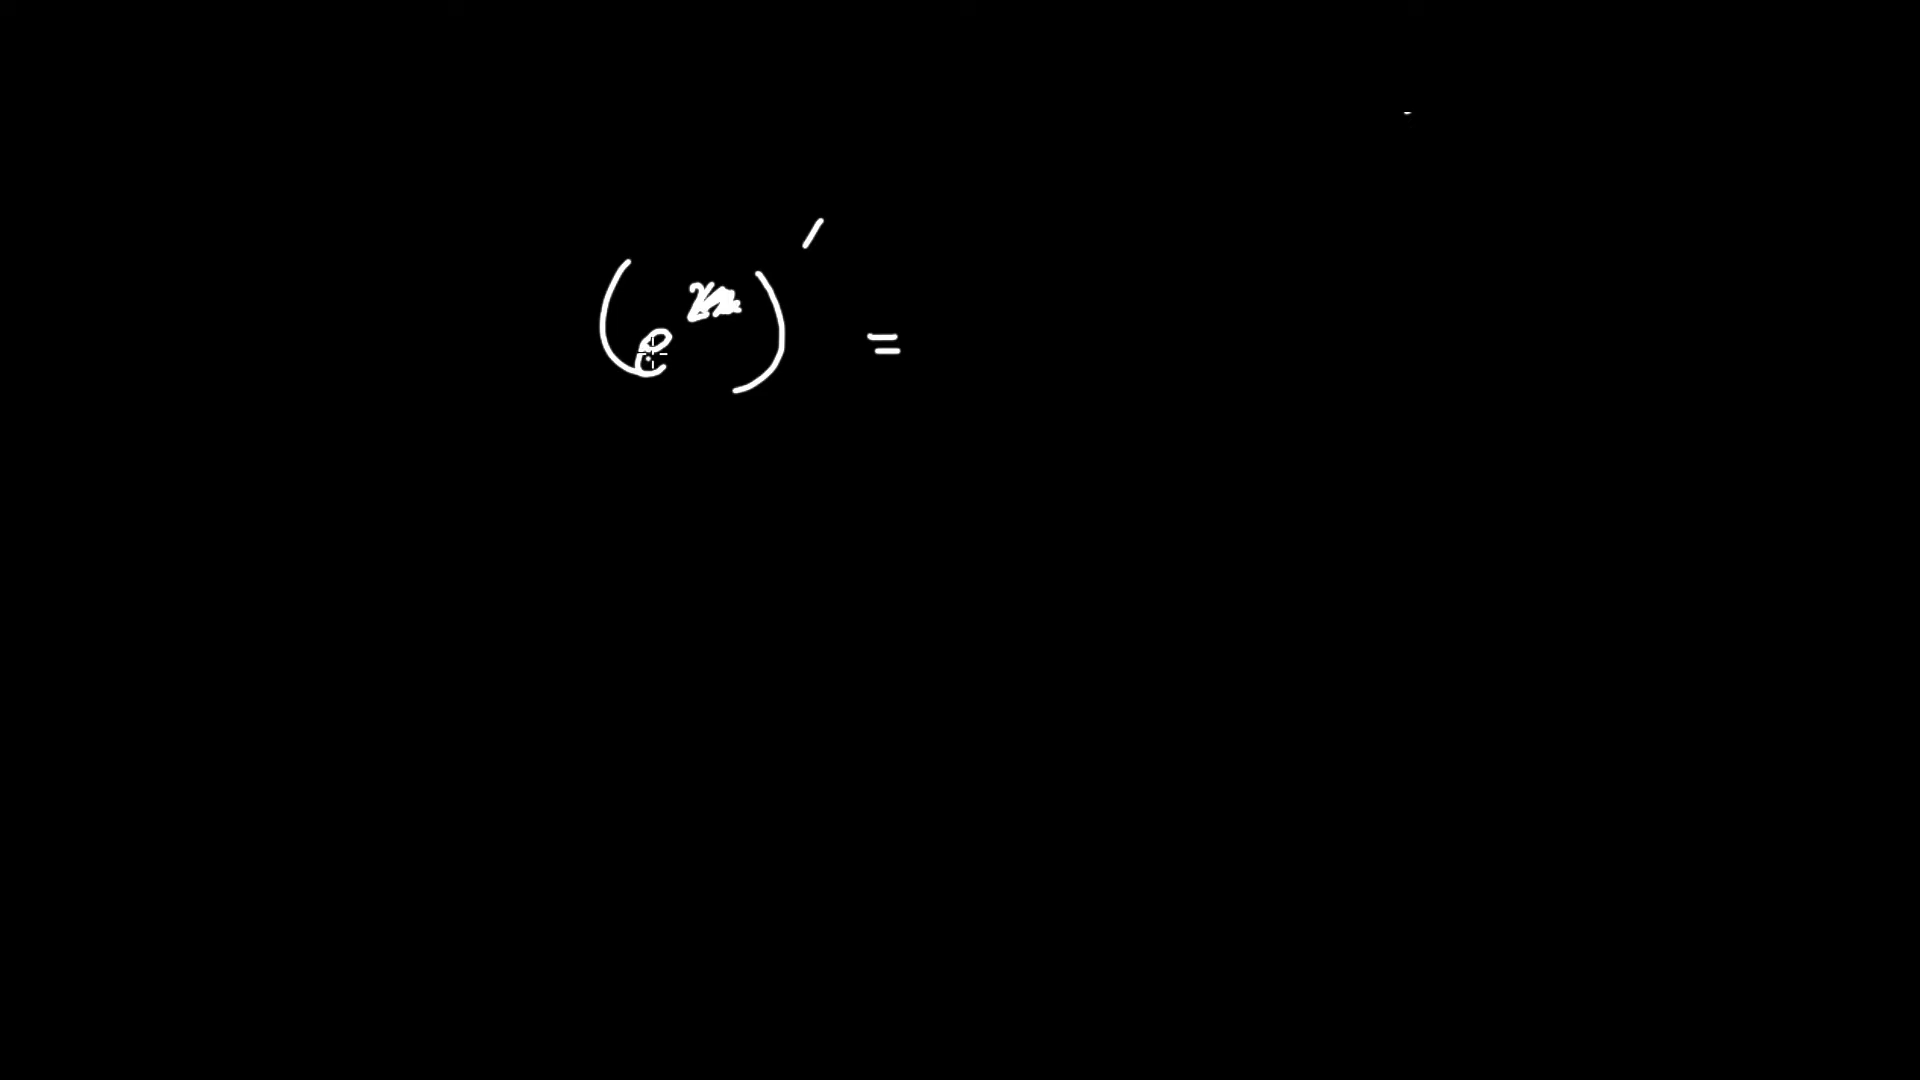 (e )' =